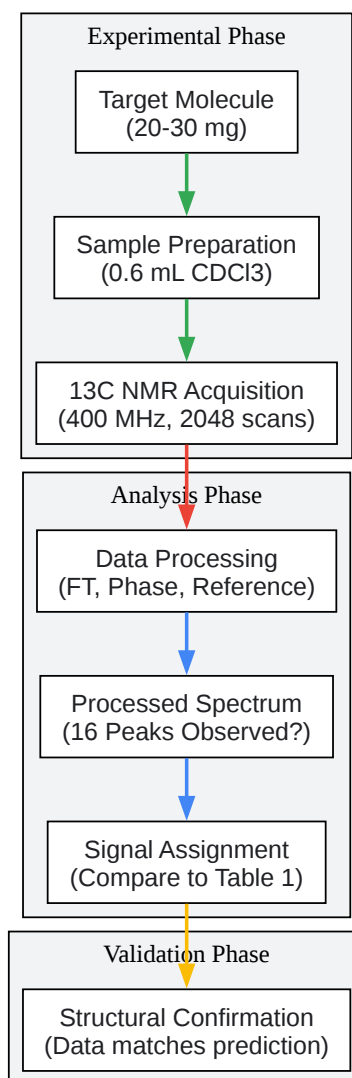 Experimental Phase
Target Molecule
(20-30 mg)
Sample Preparation
(0.6 mL CDCl3)
13C NMR Acquisition
(400 MHz, 2048 scans)
Analysis Phase
Data Processing
(FT, Phase, Reference)
Processed Spectrum
(16 Peaks Observed?)
Signal Assignment
(Compare to Table 1)
Validation Phase
Structural Confirmation
(Data matches prediction)